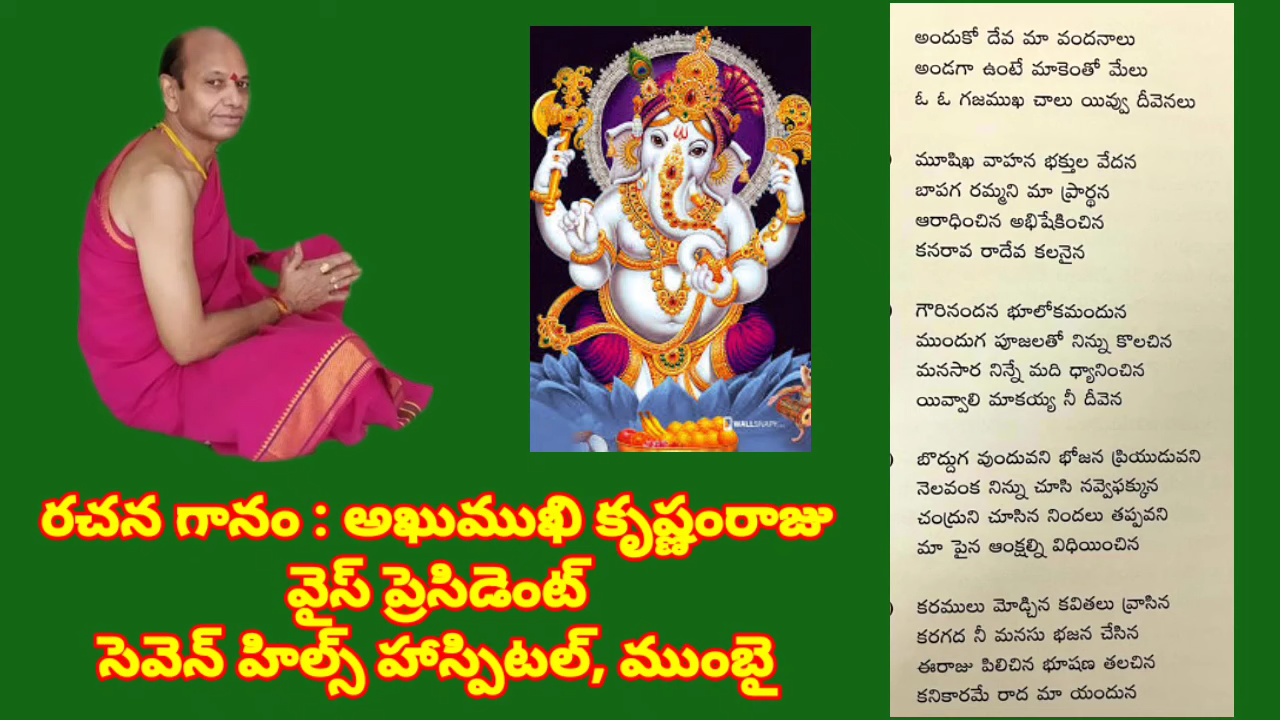 రచన గానం : అఖుముఖి కృష్ణంరాజు
వైస్ ప్రెసిడెంట్
సెవెన్ హిల్స్ హాస్పిటల్, ముంబై
WALLSNAPY
అందుకో దేవ మా వందనాలు
అండగా ఉంటే మాకెంతో మేలు
ఓ ఓ గజముఖ చాలు యివ్వు దీవెనలు
మూషిఖ వాహన భక్తుల వేదన
బాపగ రమ్మని మా ప్రార్థన
ఆరాధించిన అభిషేకించిన
కనరావ రాదేవ కలనైన
గౌరినందన భూలోకమందున
ముందుగ పూజలతో నిన్ను కొలచిన
మనసార నిన్నే మది ధ్యానించిన
యివ్వాలి మాకయ్య నీ దీవెన
బొద్దుగ వుందువని భోజన ప్రియుడువని
నెలవంక నిన్ను చూసి నవ్వెఫక్కున
చంద్రుని చూసిన నిందలు తప్పవని
మా పైన ఆంక్షల్ని విధియించిన
కరములు మోడ్చిన కవితలు వ్రాసిన
కరగద నీ మనసు భజన చేసిన
ఈరాజు పిలిచిన భూషణ తలచిన
కనికారమే రాద మా యందున